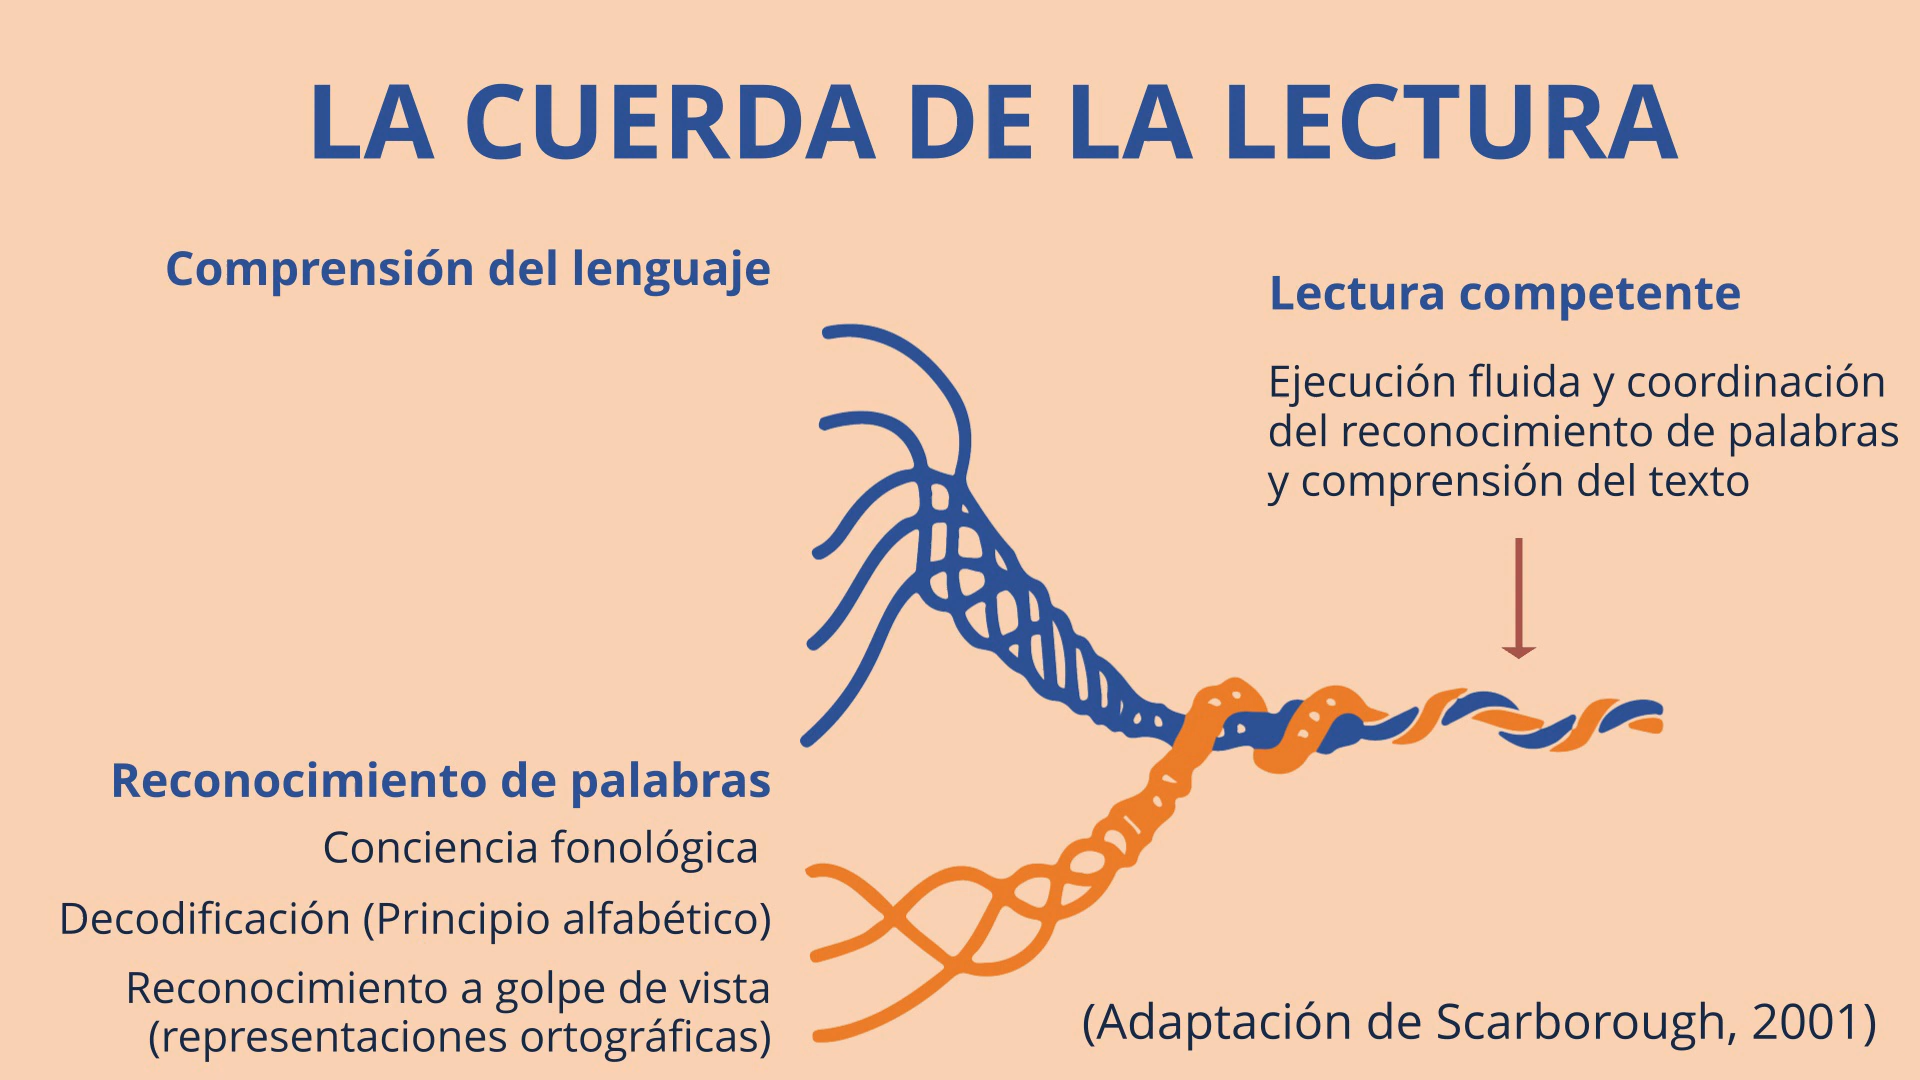 LA CUERDA DE LA LECTURA
Comprensión del lenguaje
Lectura competente
Ejecución fluida y coordinación
del reconocimiento de palabras
y comprensión del texto
Reconocimiento de palabras
Conciencia fonológica
Decodificación (Principio alfabético)
Reconocimiento a golpe de vista
(representaciones ortográficas)
(Adaptación de Scarborough, 2001)